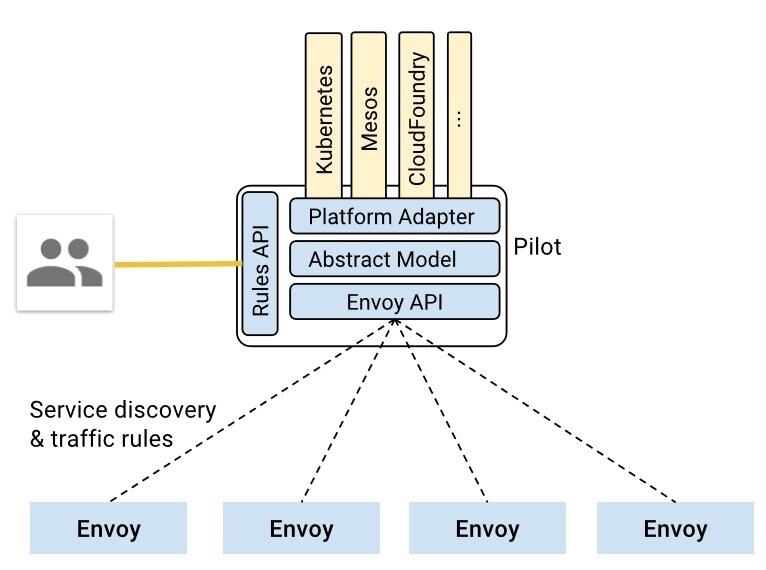 Kubernetes
Mesos
CloudFoundry
...
Rules API
Platform Adapter
Abstract Model
Envoy API
Pilot
Service discovery
& traffic rules
Envoy
Envoy
Envoy
Envoy